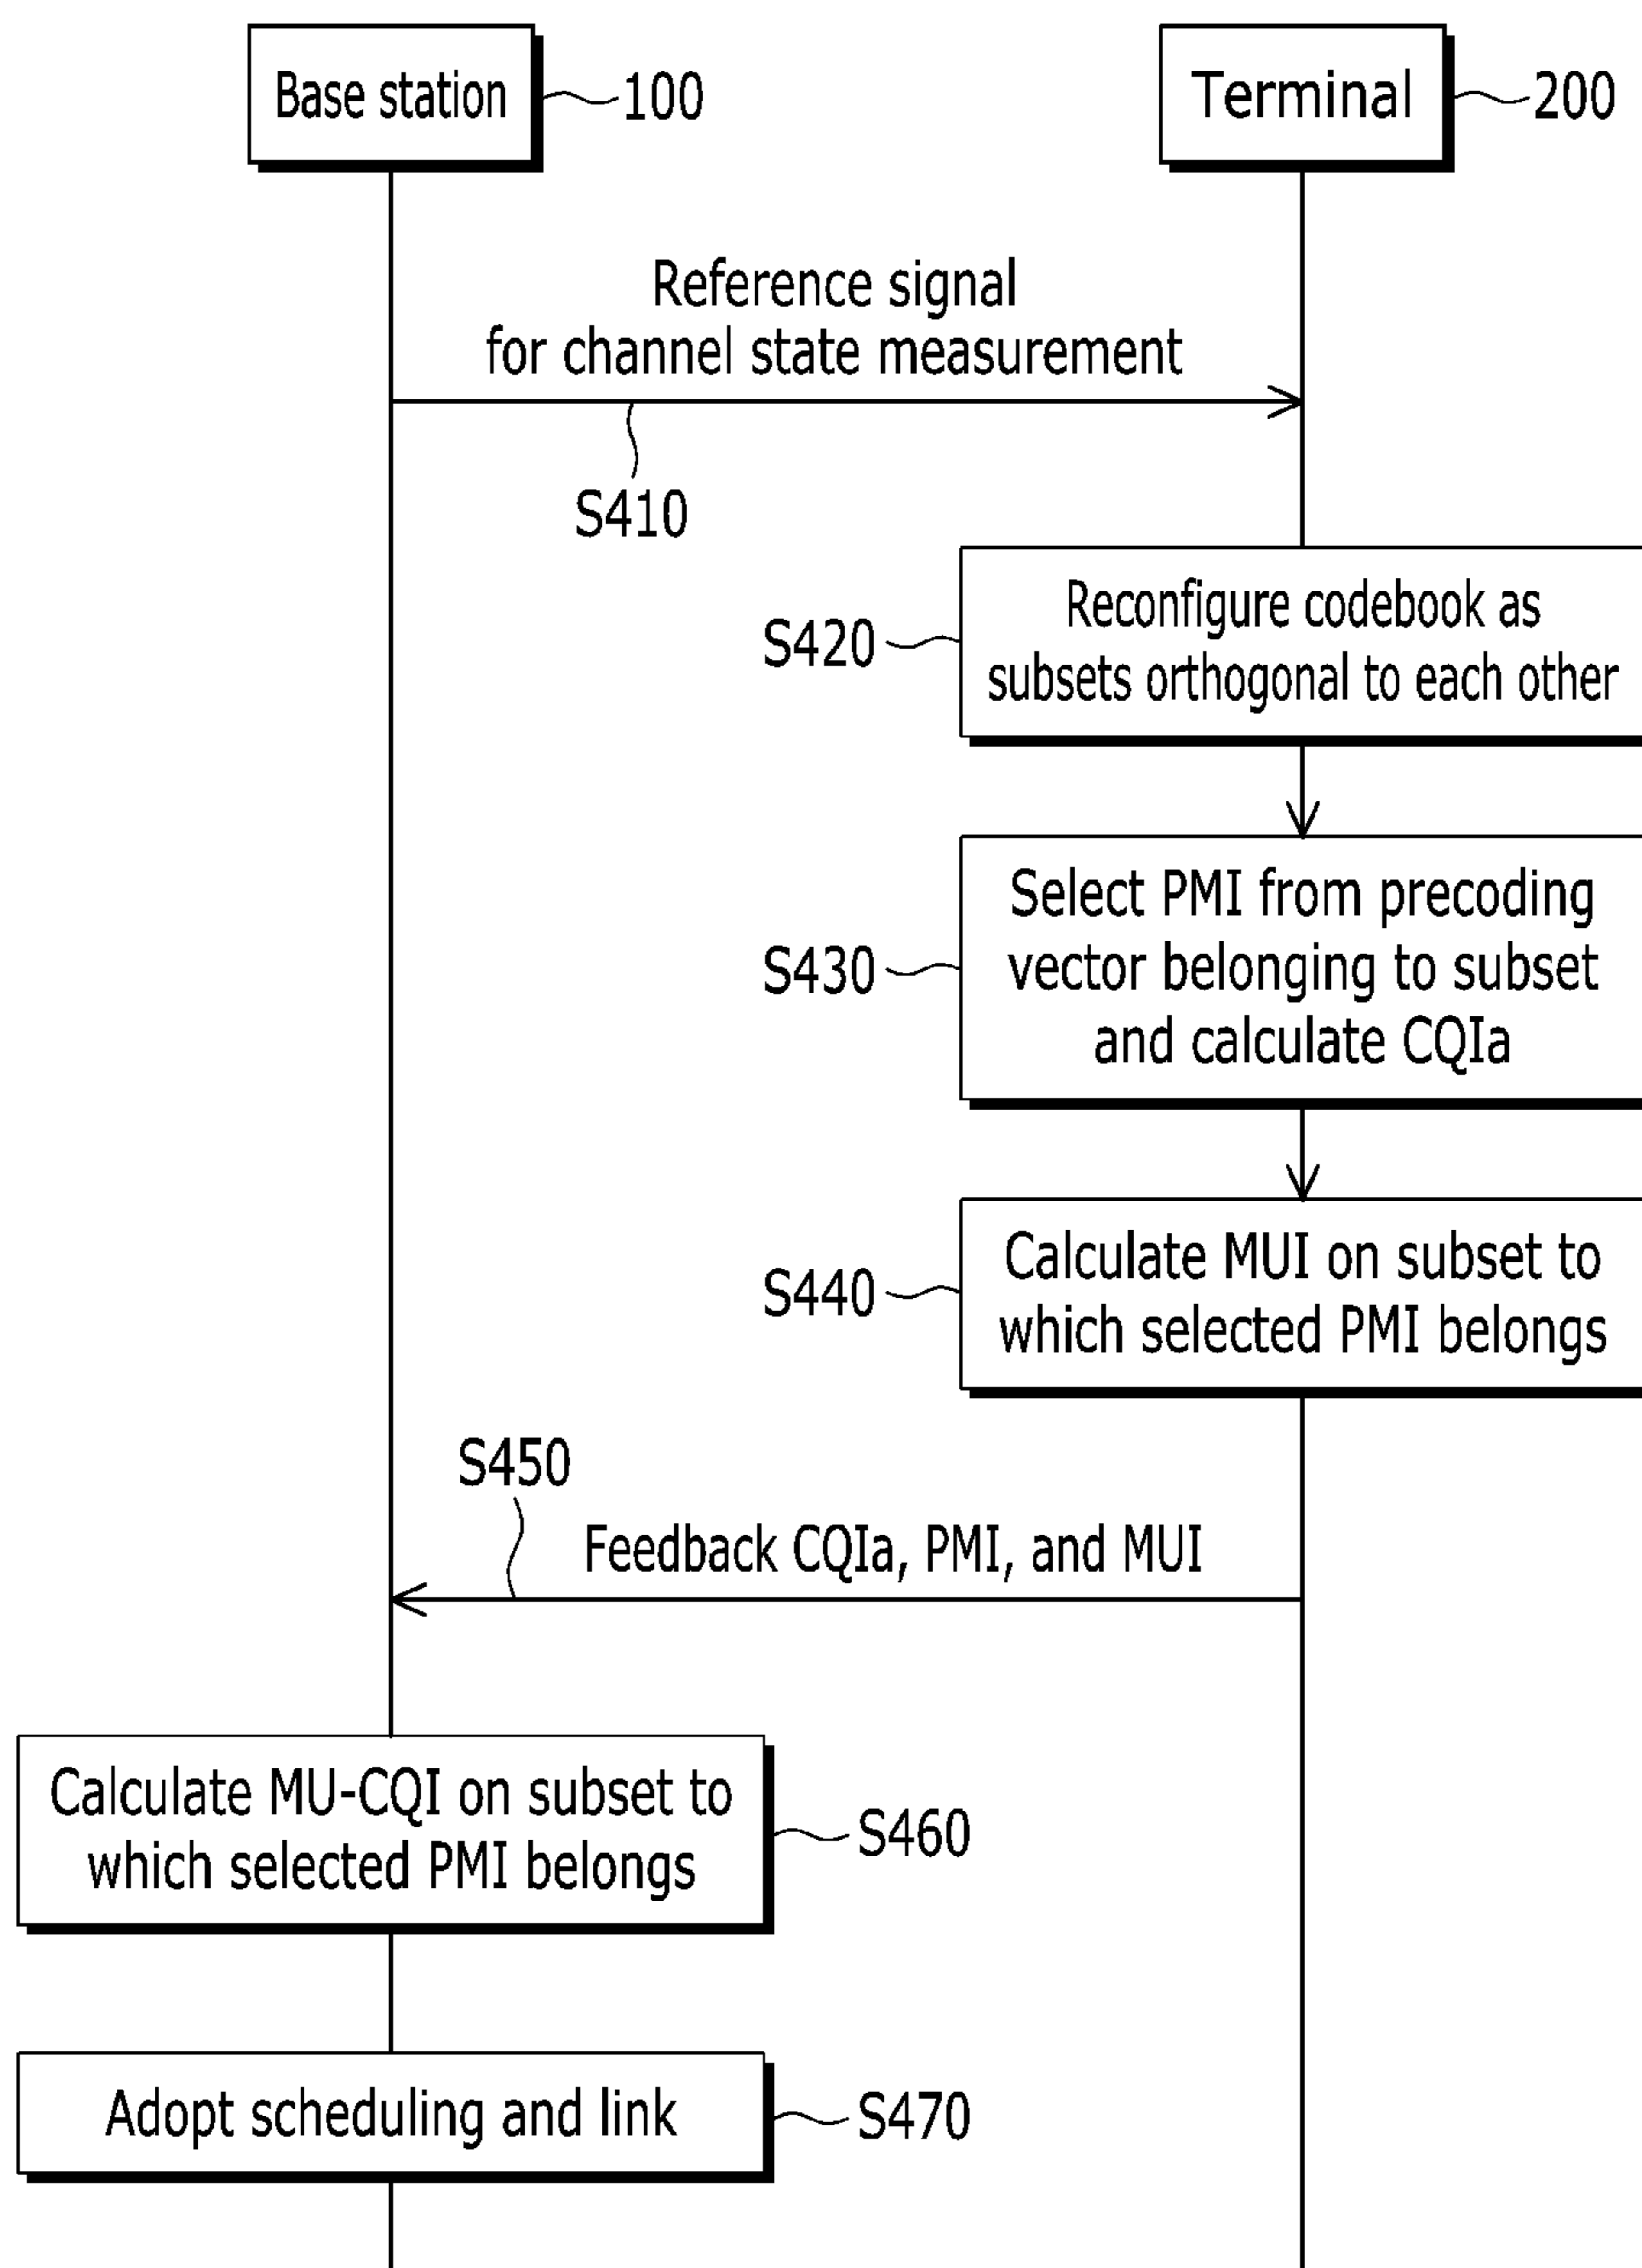 Base station
100
Terminal
200
Reference signal
for channel state measurement
S410
Reconfigure codebook as
subsets orthogonal to each other
S420
Select PMI from precoding
vector belonging to subset
and calculate CQIa
S430
Calculate MUI on subset to
which selected PMI belongs
S440
S450
Feedback CQIa, PMI, and MUI
Calculate MU-CQI on subset to
which selected PMI belongs
S460
Adopt scheduling and link
S470